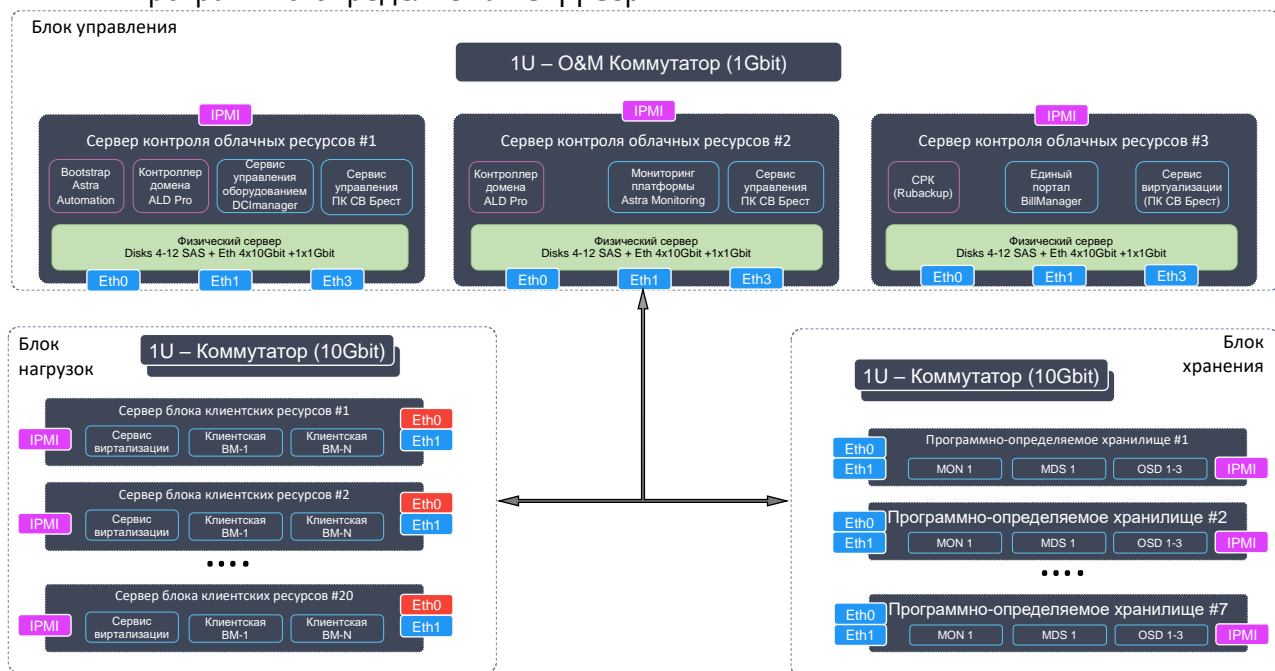 Блок управления
1U – O&M Коммутатор (1Gbit)
IPMI
Сервер контроля облачных ресурсов #1
Bootstrap
Astra
Automation
Контроллер
домена
ALD Pro
Сервис
управления
оборудованием
DCImanager
Сервис
управления
ПК СВ Брест
Физический сервер
Disks 4-12 SAS + Eth 4x10Gbit +1x1Gbit
Eth0
Eth1
Eth3
IPMI
Сервер контроля облачных ресурсов #2
Контроллер
домена
ALD Pro
Мониторинг
платформы
Astra Monitoring
Сервис
управления
ПК СВ Брест
Физический сервер
Disks 4-12 SAS + Eth 4x10Gbit +1x1Gbit
Eth0
Eth1
Eth3
IPMI
Сервер контроля облачных ресурсов #3
СРК
(Rubackup)
Единый
портал
BillManager
Сервис
виртуализации
(ПК СВ Брест)
Физический сервер
Disks 4-12 SAS + Eth 4x10Gbit +1x1Gbit
Eth0
Eth1
Eth3
Блок
нагрузок
1U – Коммутатор (10Gbit)
Сервер блока клиентских ресурсов #1
IPMI
Сервис
виртализации
Клиентская
ВМ-1
Клиентская
ВМ-N
Eth0
Eth1
Сервер блока клиентских ресурсов #2
IPMI
Сервис
виртализации
Клиентская
ВМ-1
Клиентская
ВМ-N
Eth0
Eth1
....
Сервер блока клиентских ресурсов #20
IPMI
Сервис
виртализации
Клиентская
ВМ-1
Клиентская
ВМ-N
Eth0
Eth1
Блок
хранения
1U – Коммутатор (10Gbit)
Программно-определяемое хранилище #1
Eth0
Eth1
MON 1
MDS 1
OSD 1-3
IPMI
Программно-определяемое хранилище #2
Eth0
Eth1
MON 1
MDS 1
OSD 1-3
IPMI
....
Программно-определяемое хранилище #7
Eth0
Eth1
MON 1
MDS 1
OSD 1-3
IPMI